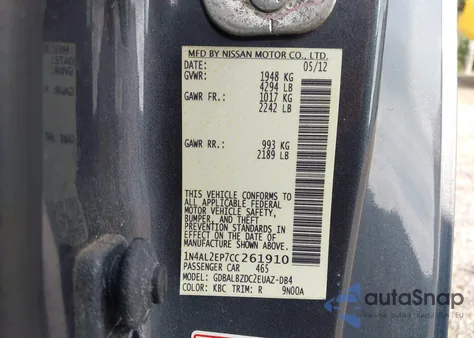 MFD BY NISSAN MOTOR CO., LTD.
DATE: 05/12
GVWR: 1948 KG
4294 LB
GAWR FR.: 1017 KG
2242 LB
GAWR RR.: 993 KG
2189 LB
THIS VEHICLE CONFORMS TO
ALL APPLICABLE FEDERAL
MOTOR VEHICLE SAFETY,
BUMPER, AND THEFT
PREVENTION STANDARDS IN
EFFECT ON THE DATE OF
MANUFACTURE SHOWN ABOVE.
1N4AL2EP7CC261910
PASSENGER CAR 465
MODEL: GDBALBZDC2EUAZ-DB4
COLOR: KBC TRIM: R 9N00A
autoSnap